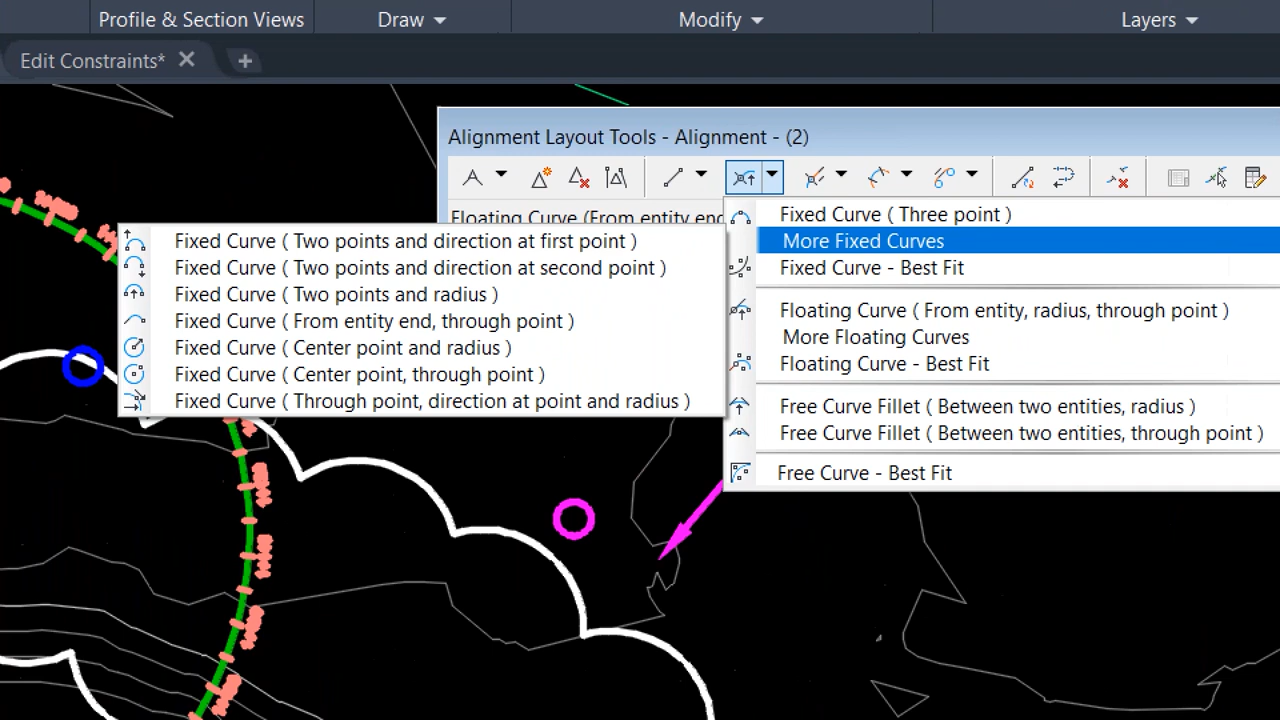 Profile & Section Views
Draw
Modify
Layers
Edit Constraints*
Alignment Layout Tools - Alignment - (2)
Floating Curve (From entity end
Fixed Curve ( Three point )
More Fixed Curves
Fixed Curve - Best Fit
Floating Curve ( From entity, radius, through point )
More Floating Curves
Floating Curve - Best Fit
Free Curve Fillet ( Between two entities, radius )
Free Curve Fillet ( Between two entities, through point )
Free Curve - Best Fit
Fixed Curve ( Two points and direction at first point )
Fixed Curve ( Two points and direction at second point )
Fixed Curve ( Two points and radius )
Fixed Curve ( From entity end, through point )
Fixed Curve ( Center point and radius )
Fixed Curve ( Center point, through point )
Fixed Curve ( Through point, direction at point and radius )